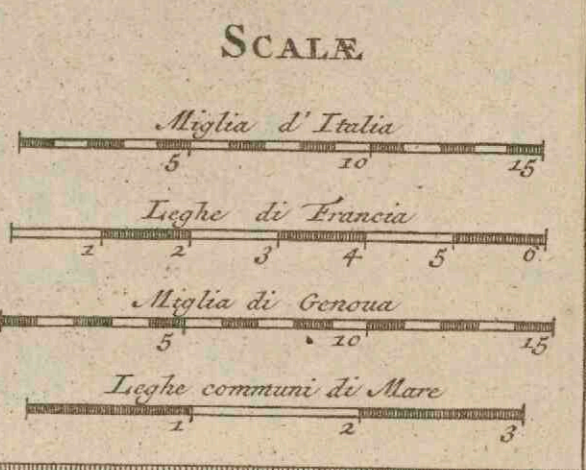 SCALÆ
Miglia d'Italia
5 10 15
Leghe di Francia
1 2 3 4 5 6
Miglia di Genoua
5 10 15
Leghe communi di Mare
1 2 3